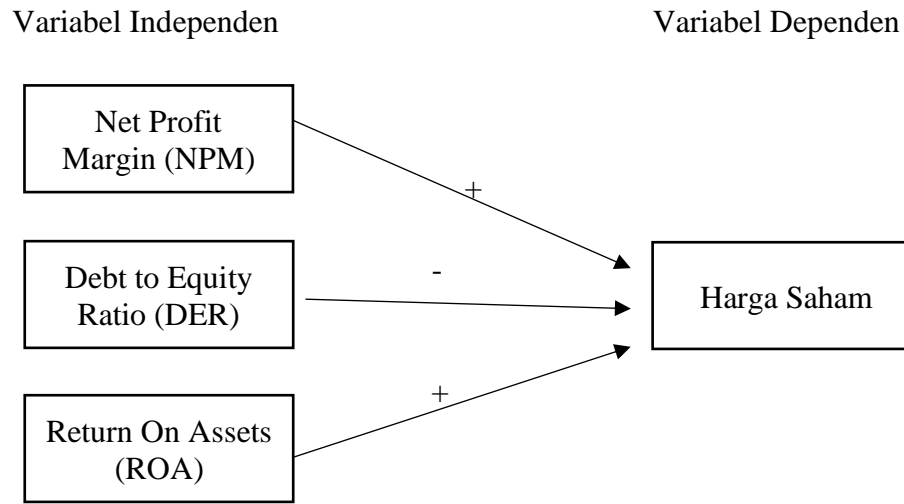 Variabel Independen
Variabel Dependen
Net Profit
Margin (NPM)
+
Debt to Equity
Ratio (DER)
-
Harga Saham
+
Return On Assets
(ROA)